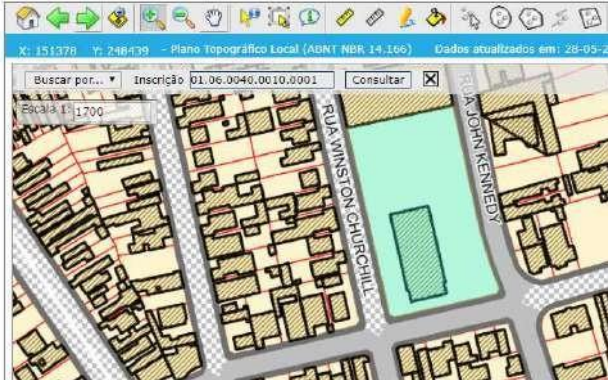 X: 151378 Y: 248439 - Plano Topográfico Local (ABNT NBR 14.166) Dados atualizados em: 28-05-2
Buscar por... Inscrição 01.06.0040.0010.0001 Consultar
Escala 1: 1700
RUA WINSTON CHURCHILL
RUA JOHN KENNEDY